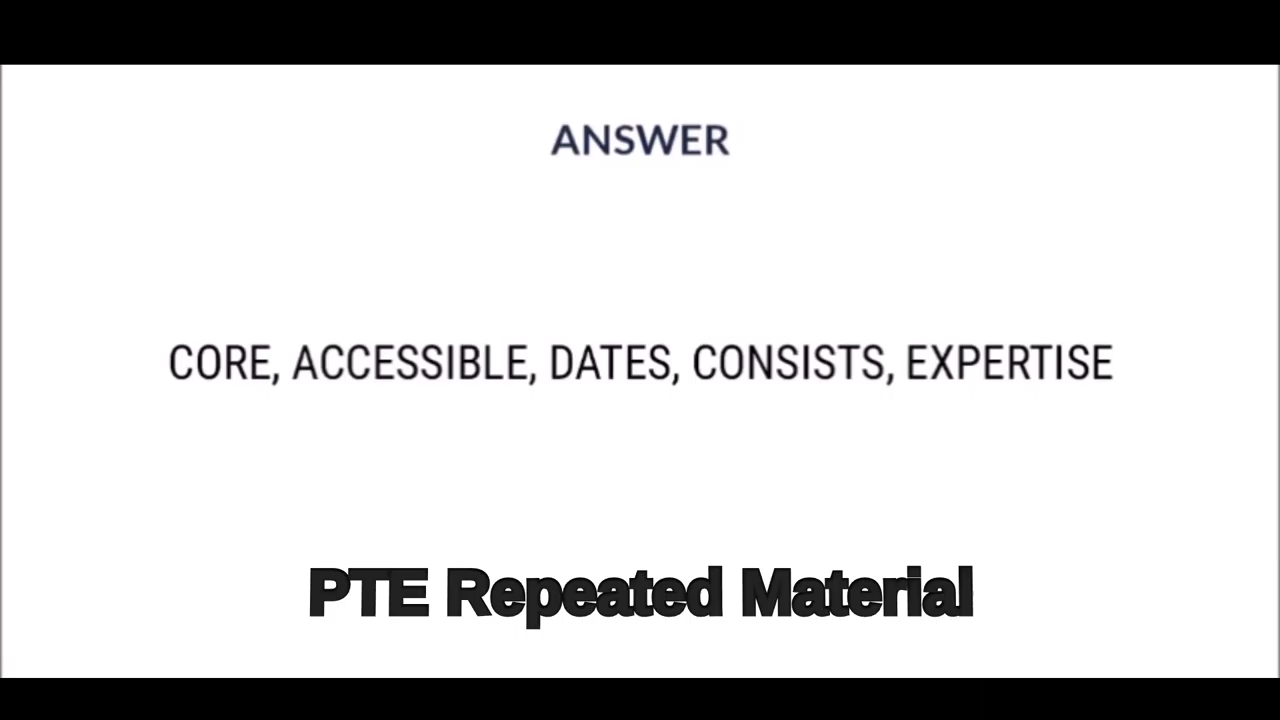 ANSWER
CORE, ACCESSIBLE, DATES, CONSISTS, EXPERTISE
PTE Repeated Material